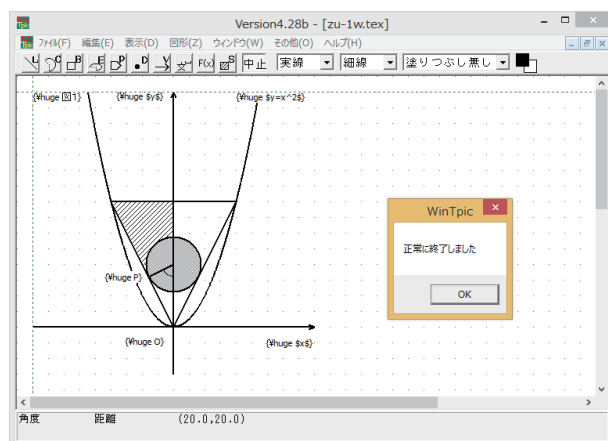 Version4.28b - [zu-1w.tex]
ファイル(F) 編集(E) 表示(D) 図形(Z) ウィンドウ(W) その他(O) ヘルプ(H)
L C B E P D V 文 F(x) S 中止 実線 細線 塗りつぶし無し
{¥huge 図1} {¥huge $y$} {¥huge $y=x^2$}
WinTpic
正常に終了しました
{¥huge P}
OK
{¥huge O} {¥huge $x$}
角度 距離 (20.0,20.0)